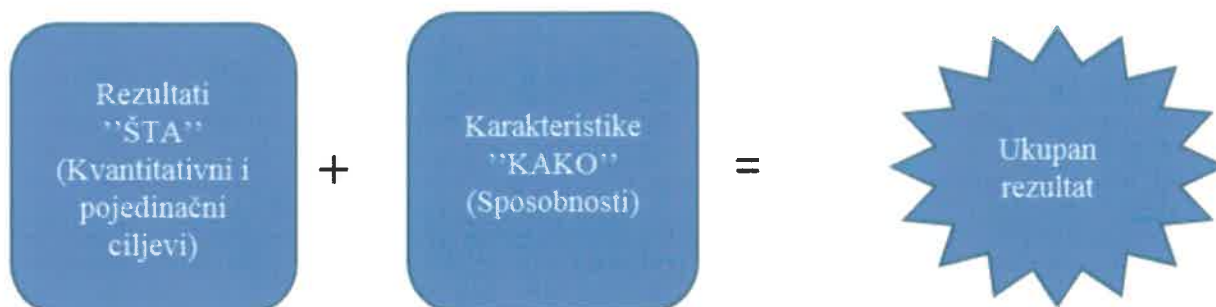 Rezultati
’’ŠTA’’
(Kvantitativni i
pojedinačni
ciljevi)
+
Karakteristike
’’KAKO’’
(Sposobnosti)
=
Ukupan
rezultat